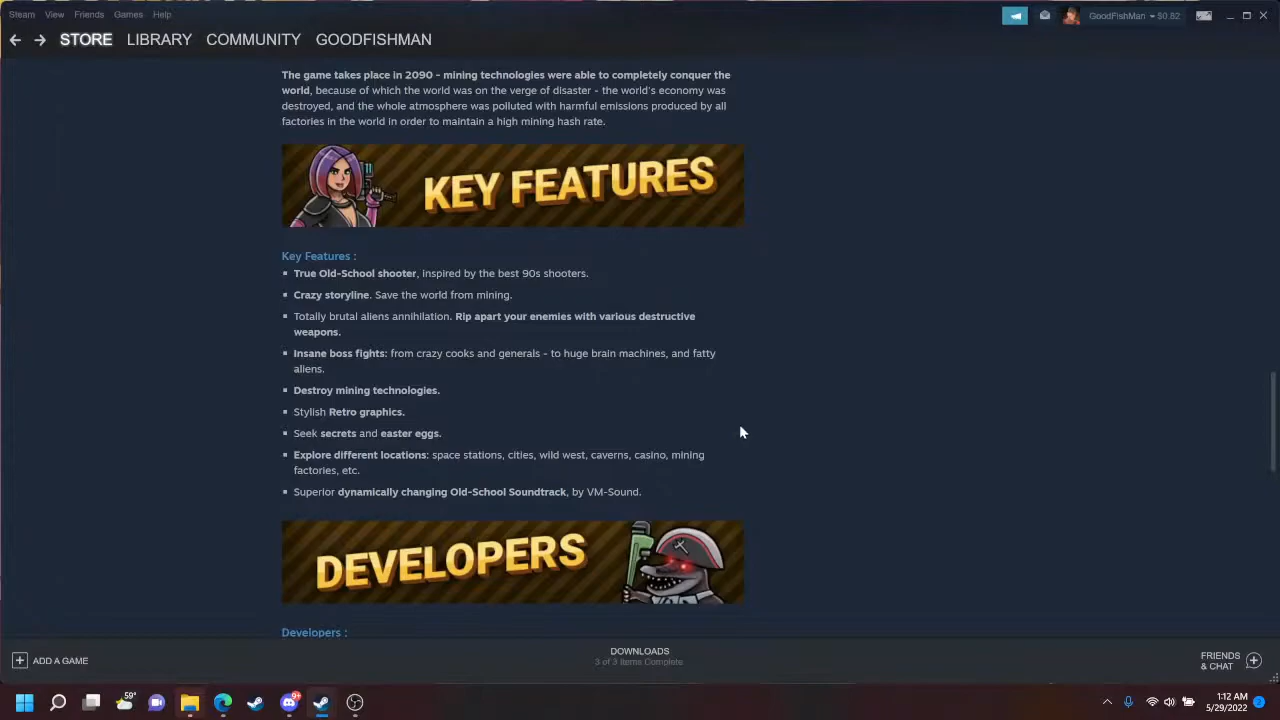 Steam View Friends Games Help
GoodFishMan $0.82
STORE LIBRARY COMMUNITY GOODFISHMAN
The game takes place in 2090 - mining technologies were able to completely conquer the
world, because of which the world was on the verge of disaster - the world's economy was
destroyed, and the whole atmosphere was polluted with harmful emissions produced by all
factories in the world in order to maintain a high mining hash rate.
KEY FEATURES
Key Features :
True Old-School shooter, inspired by the best 90s shooters.
Crazy storyline. Save the world from mining.
Totally brutal aliens annihilation. Rip apart your enemies with various destructive
weapons.
Insane boss fights: from crazy cooks and generals - to huge brain machines, and fatty
aliens.
Destroy mining technologies.
Stylish Retro graphics.
Seek secrets and easter eggs.
Explore different locations: space stations, cities, wild west, caverns, casino, mining
factories, etc.
Superior dynamically changing Old-School Soundtrack, by VM-Sound.
DEVELOPERS
Developers :
ADD A GAME
DOWNLOADS
3 of 3 Items Complete
FRIENDS
& CHAT
59°
9+
1:12 AM
5/29/2022